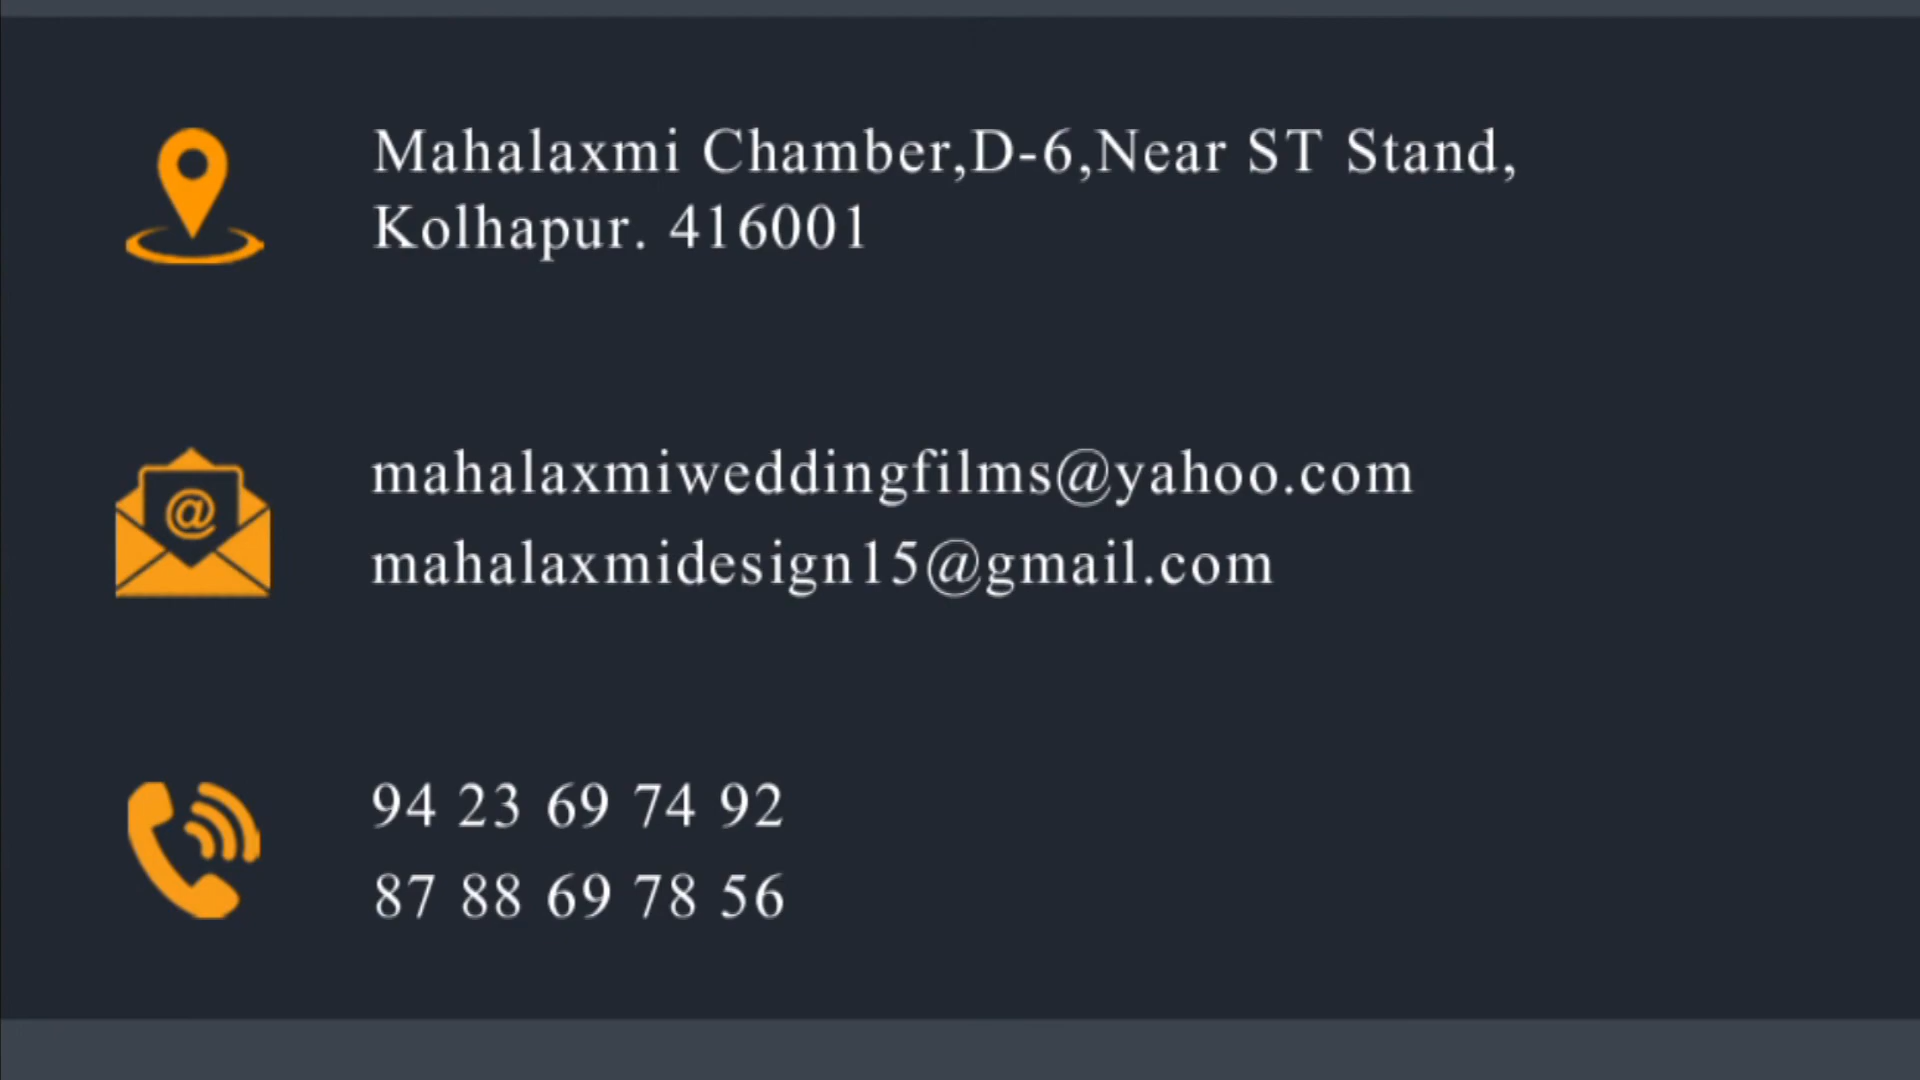 Mahalaxmi Chamber,D-6,Near ST Stand,
Kolhapur. 416001
mahalaxmiweddingfilms@yahoo.com
mahalaxmidesign15@gmail.com
94 23 69 74 92
87 88 69 78 56